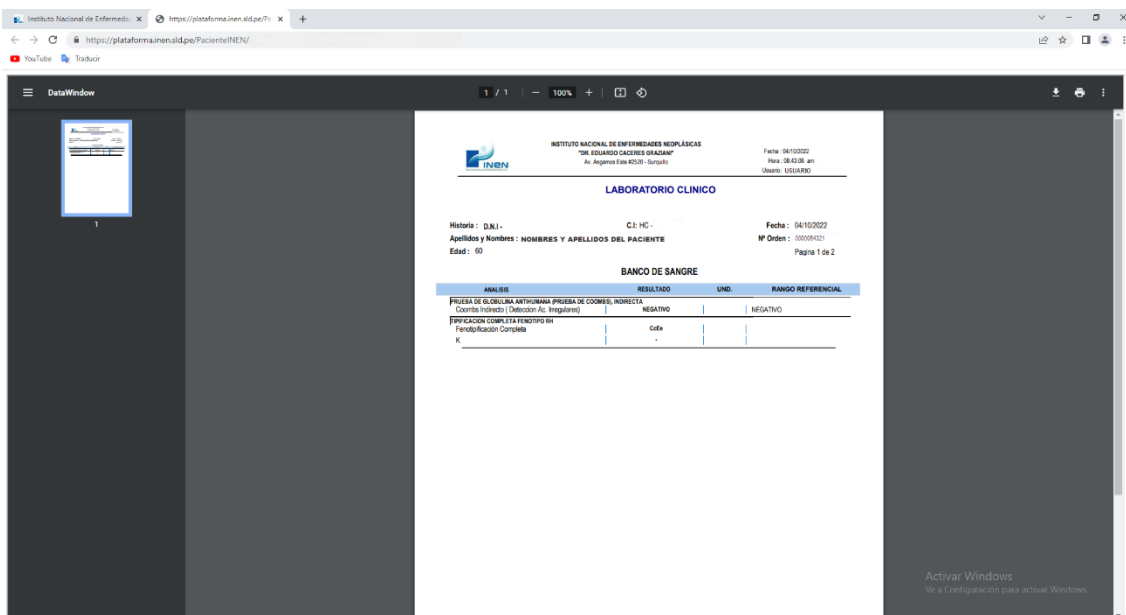 Instituto Nacional de Enfermeda
https://plataforma.inen.sld.pe/Pa
https://plataforma.inen.sld.pe/PacienteINEN/
YouTube
Traducir
DataWindow
1 / 1
100%
INSTITUTO NACIONAL DE ENFERMEDADES NEOPLÁSICAS
"DR. EDUARDO CACERES GRAZIANI"
Av. Angamos Este #2520 - Surquillo
Fecha : 04/10/2022
Hora : 08.43.06 am
Usuario: USUARIO
INEN
LABORATORIO CLINICO
1
Historia : D.N.I - C.I: HC - Fecha : 04/10/2022
Apellidos y Nombres : NOMBRES Y APELLIDOS DEL PACIENTE Nº Orden : 0000054321
Edad : 60 Pagina 1 de 2
BANCO DE SANGRE
ANALISIS RESULTADO UND. RANGO REFERENCIAL
PRUEBA DE GLOBULINA ANTIHUMANA (PRUEBA DE COOMBS), INDIRECTA
Coombs Indirecto ( Deteccion Ac. Irregulares) NEGATIVO NEGATIVO
TIPIFICACION COMPLETA FENOTIPO RH
Fenotipificación Completa CcEe
K -
Activar Windows
Ve a Configuración para activar Windows.